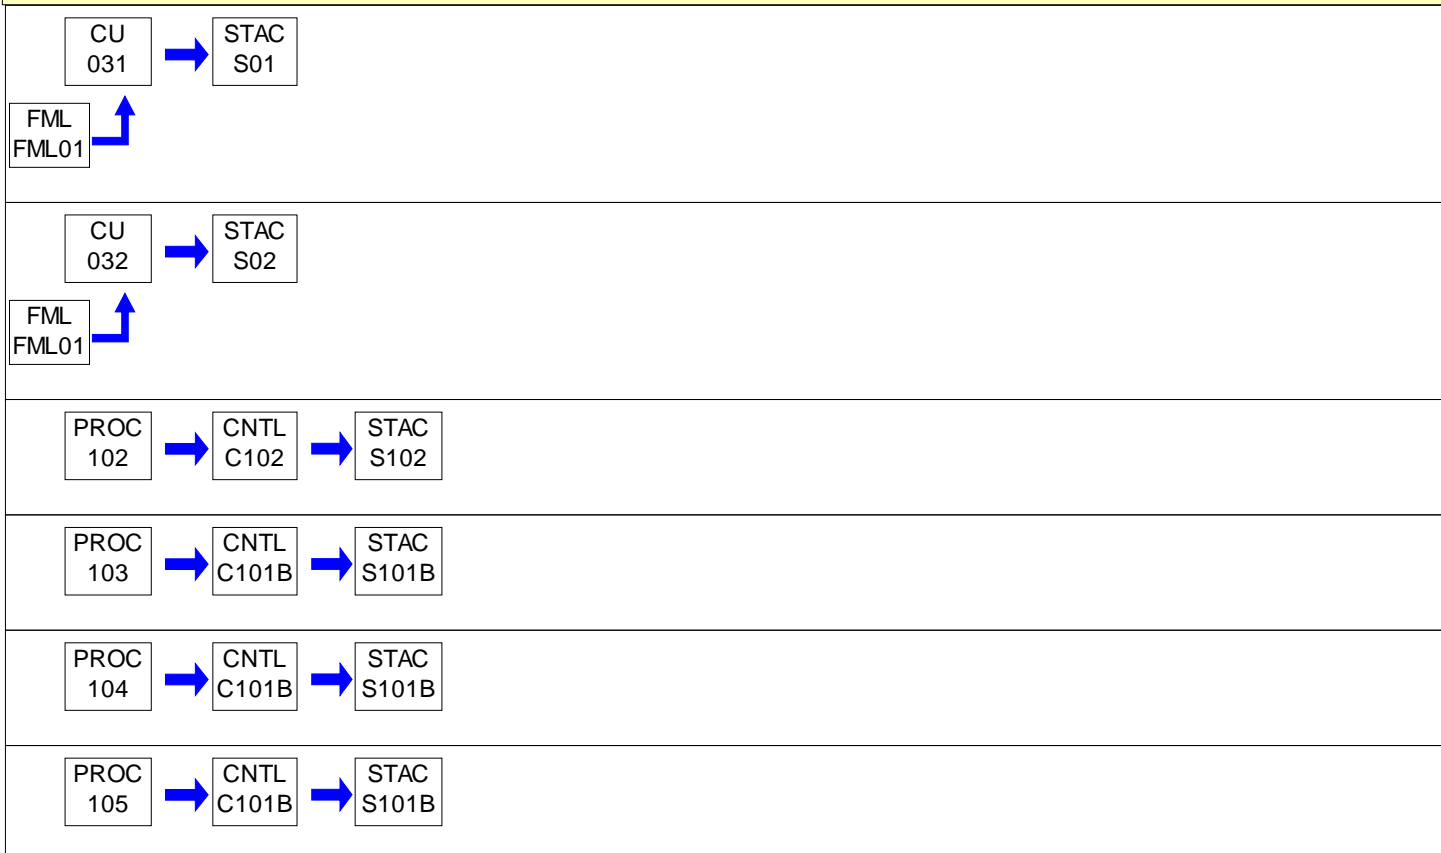 CU
031
STAC
S01
FML
FML01
CU
032
STAC
S02
FML
FML01
PROC
102
CNTL
C102
STAC
S102
PROC
103
CNTL
C101B
STAC
S101B
PROC
104
CNTL
C101B
STAC
S101B
PROC
105
CNTL
C101B
STAC
S101B